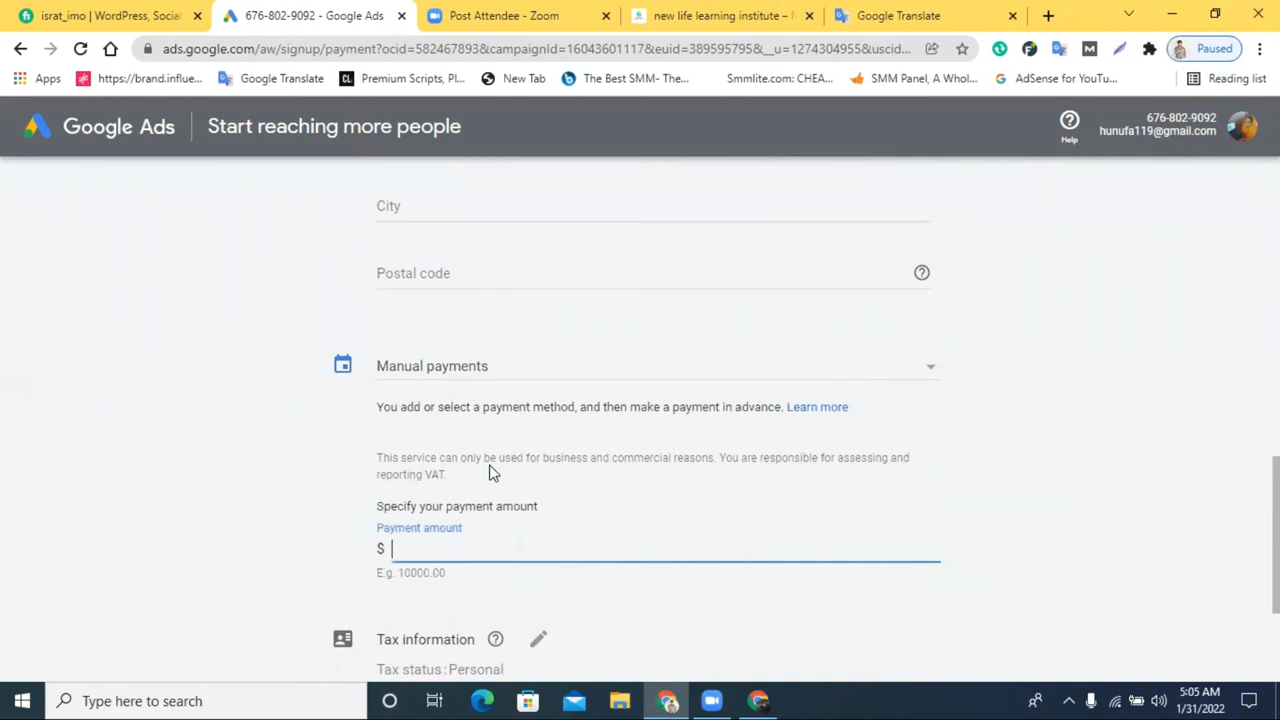 israt_imo | WordPress, Social
676-802-9092 - Google Ads
Post Attendee - Zoom
new life learning institute –
Google Translate
ads.google.com/aw/signup/payment?ocid=582467893&campaignId=16043601117&euid=389595795&__u=1274304955&uscid...
Paused
Apps
https://brand.influe...
Google Translate
Premium Scripts, Pl...
New Tab
The Best SMM- The...
Smmlite.com: CHEA...
SMM Panel, A Whol...
AdSense for YouTu...
Reading list
Google Ads
Start reaching more people
Help
676-802-9092
hunufa119@gmail.com
City
Postal code
Manual payments
You add or select a payment method, and then make a payment in advance. Learn more
This service can only be used for business and commercial reasons. You are responsible for assessing and
reporting VAT.
Specify your payment amount
Payment amount
$
E.g. 10000.00
Tax information
Tax status : Personal
Type here to search
5:05 AM
1/31/2022